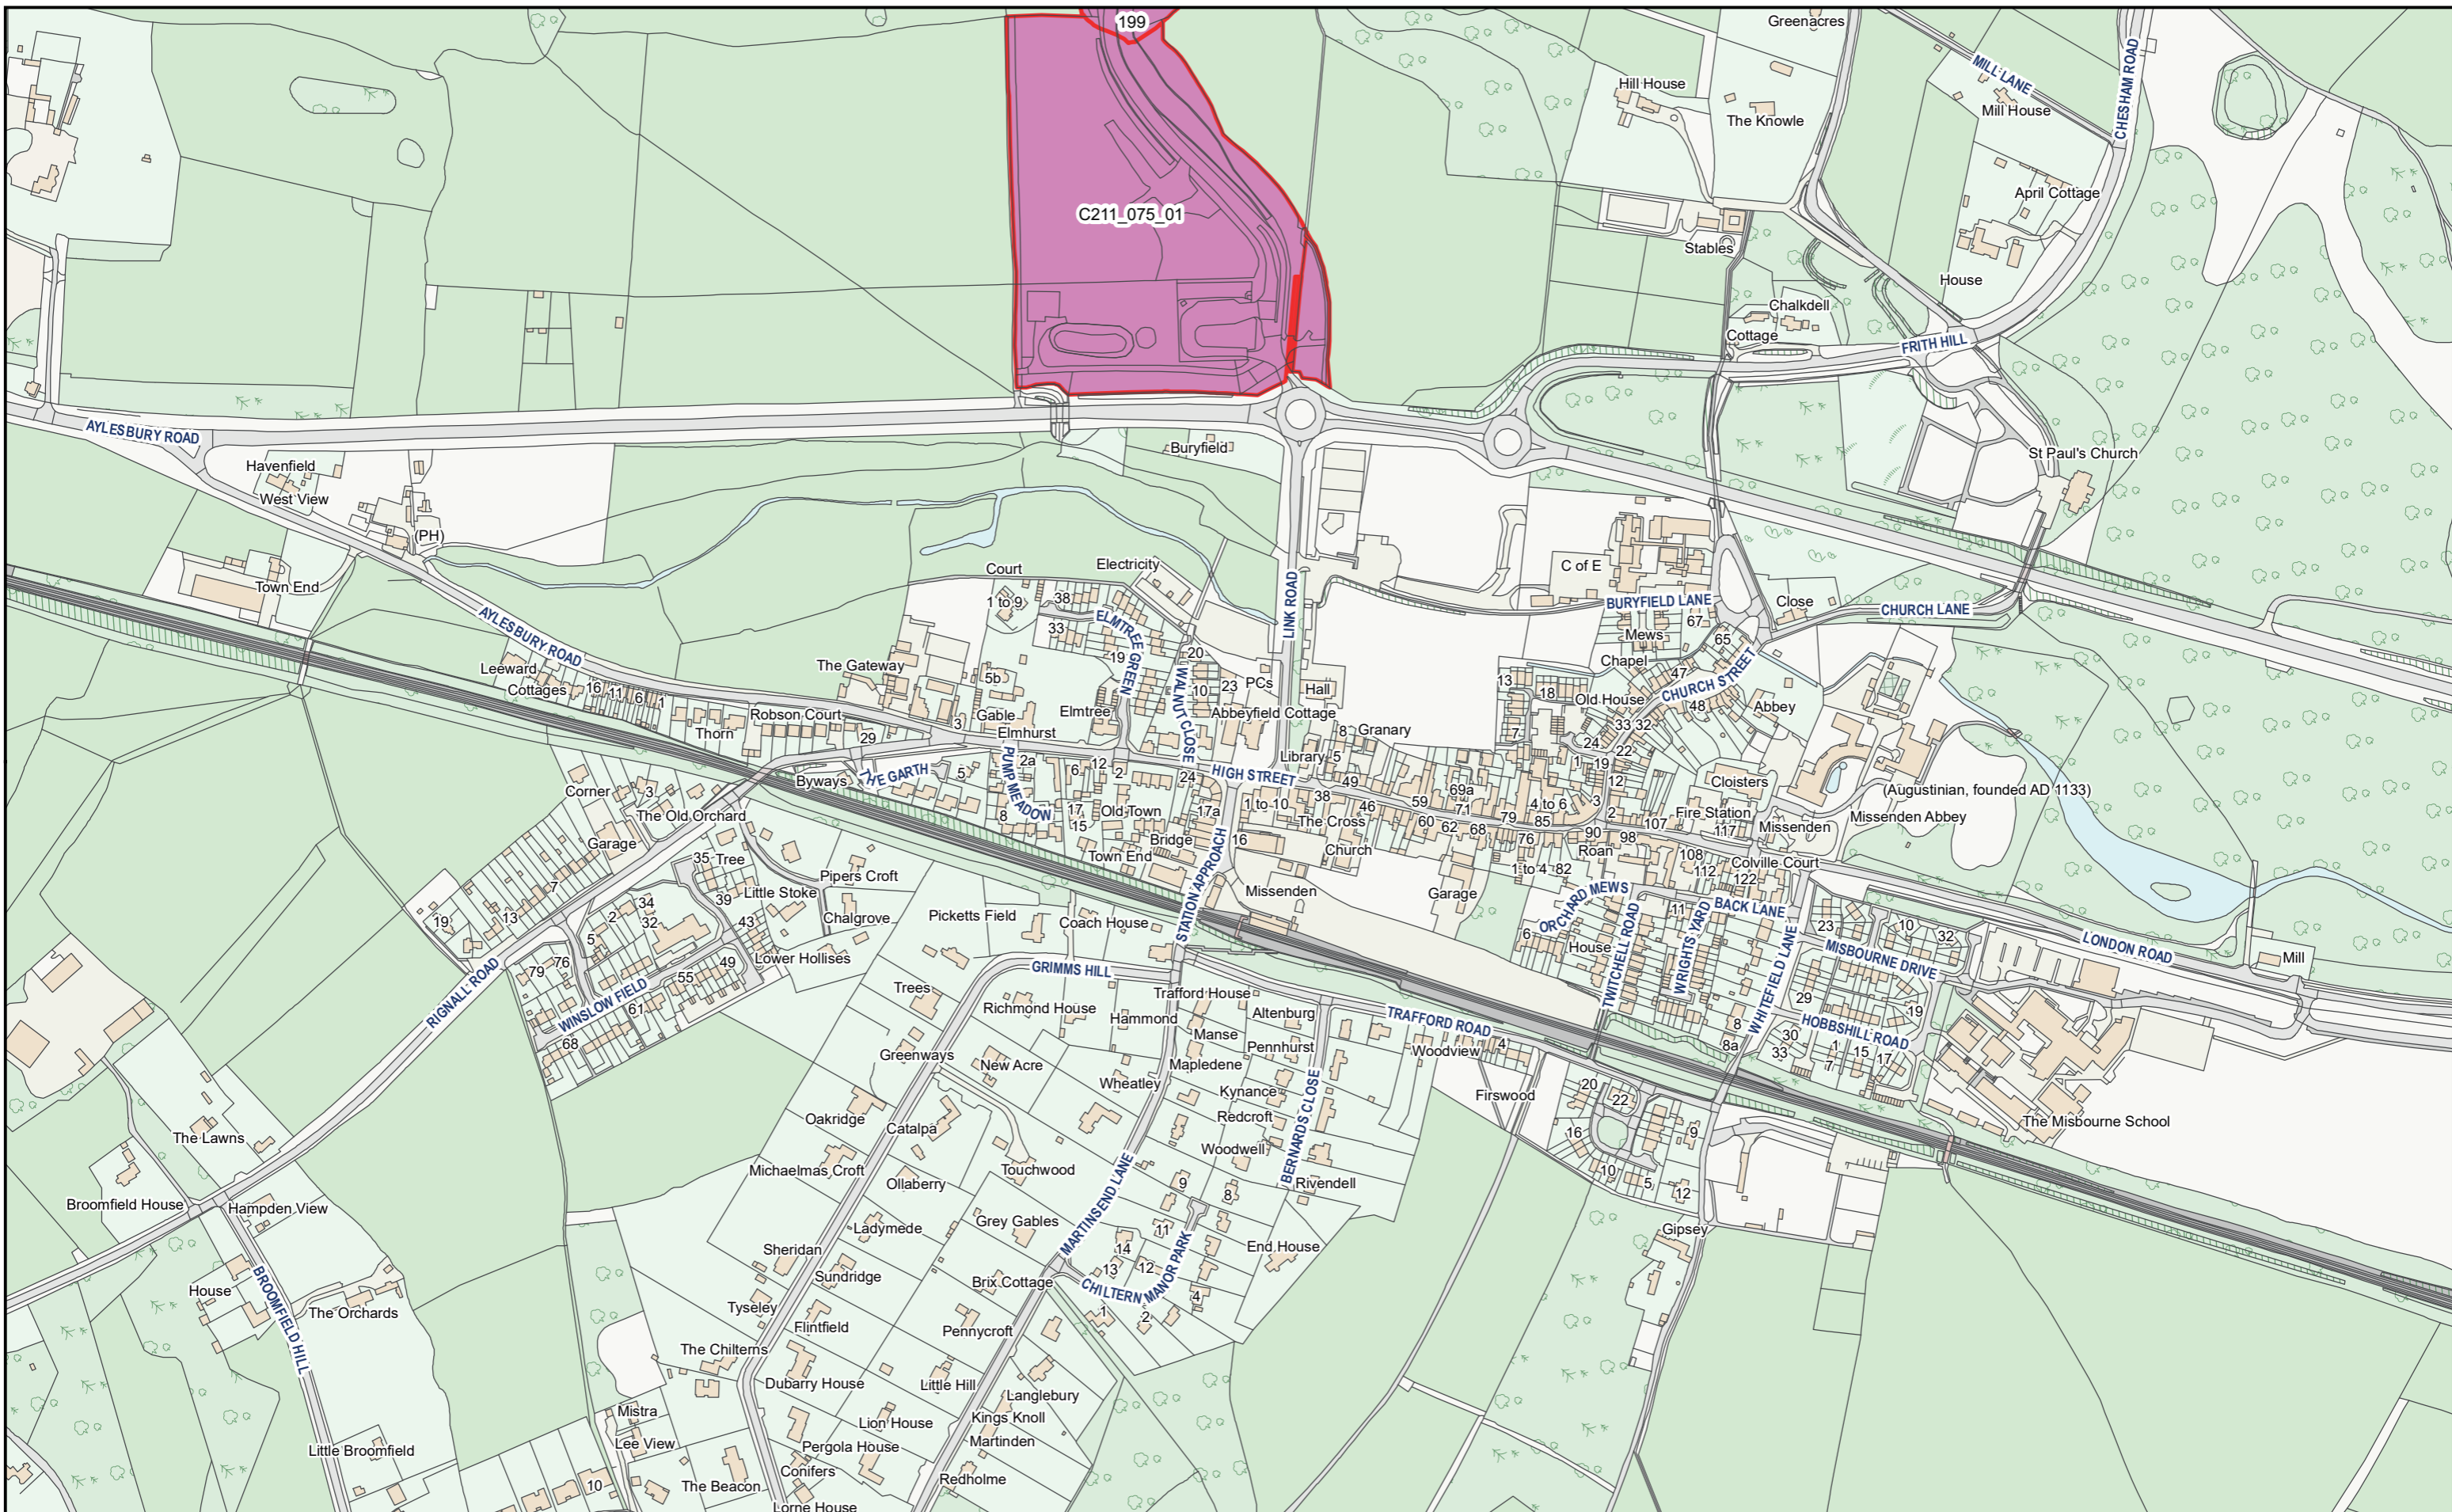 199
Greenacres
MILL LANE
CHESHAM ROAD
Hill House
The Knowle
Mill House
C211_075_01
April Cottage
Stables
House
Chalkdell
Cottage
FRITH HILL
AYLESBURY ROAD
Havenfield
West View
Buryfield
St Paul's Church
(PH)
Town End
Court
Electricity
C of E
1 to 9
38
33
ELMTREE GREEN
LINK ROAD
BURYFIELD LANE
Close
CHURCH LANE
67
Mews
65
AYLESBURY ROAD
Leeward
Cottages
16
11
6
1
The Gateway
5b
19
20
WALNUT CLOSE
10
23
PCs
Hall
Chapel
47
CHURCH STREET
13
18
Old House
48
Abbey
Robson Court
Thorn
29
3
Gable
Elmhurst
Elmtree
Abbeyfield Cottage
8
Granary
7
33
32
24
22
Library
5
1
19
12
Byways
THE GARTH
5
PUMP MEADOW
2a
6
12
2
24
HIGH STREET
49
Cloisters
(Augustinian, founded AD 1133)
Corner
3
The Old Orchard
8
17
15
Old Town
17a
1 to 10
38
46
59
69a
71
4 to 6
3
2
Fire Station
Missenden Abbey
The Cross
60
62
68
79
85
76
90
98
107
117
Missenden
Garage
Bridge
16
Church
Roan
108
Colville Court
35
Tree
Town End
STATION APPROACH
Pipers Croft
1 to 4
82
112
122
7
Little Stoke
39
Missenden
Garage
ORCHARD MEWS
BACK LANE
19
13
2
34
32
43
Chalgrove
Picketts Field
Coach House
11
23
10
32
5
6
House
TWITCHELL ROAD
WRIGHTS YARD
WHITEFIELD LANE
MISBOURNE DRIVE
LONDON ROAD
Mill
79
76
55
49
Lower Hollises
GRIMMS HILL
RIGNALL ROAD
WINSLOW FIELD
61
68
Trees
Richmond House
Trafford House
Hammond
Altenburg
TRAFFORD ROAD
29
19
Manse
8
8a
HOBBSHILL ROAD
30
33
1
7
15
17
Greenways
New Acre
Pennhurst
Mapledene
Woodview
4
Wheatley
Kynance
Firswood
20
22
Oakridge
Catalpa
Redcroft
BERNARDS CLOSE
The Lawns
The Misbourne School
16
9
Woodwell
Michaelmas Croft
Touchwood
10
Ollaberry
9
8
Rivendell
5
12
Broomfield House
Hampden View
MARTINSEND LANE
Ladymede
Grey Gables
11
Gipsey
Sheridan
14
End House
Sundridge
13
12
MANOR PARK
BROOMFIELD HILL
House
The Orchards
Brix Cottage
CHILTERN
4
Tyseley
1
2
Flintfield
Pennycroft
The Chilterns
Dubarry House
Little Hill
Langlebury
Mistra
Lion House
Kings Knoll
Little Broomfield
Lee View
Pergola House
Martinden
Conifers
10
The Beacon
Redholme
Lorne House